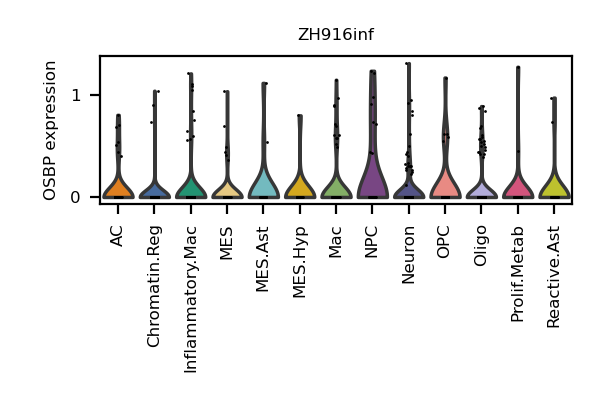 ZH916inf
OSBP expression
1
0
AC
Chromatin.Reg
Inflammatory.Mac
MES
MES.Ast
MES.Hyp
Mac
NPC
Neuron
OPC
Oligo
Prolif.Metab
Reactive.Ast